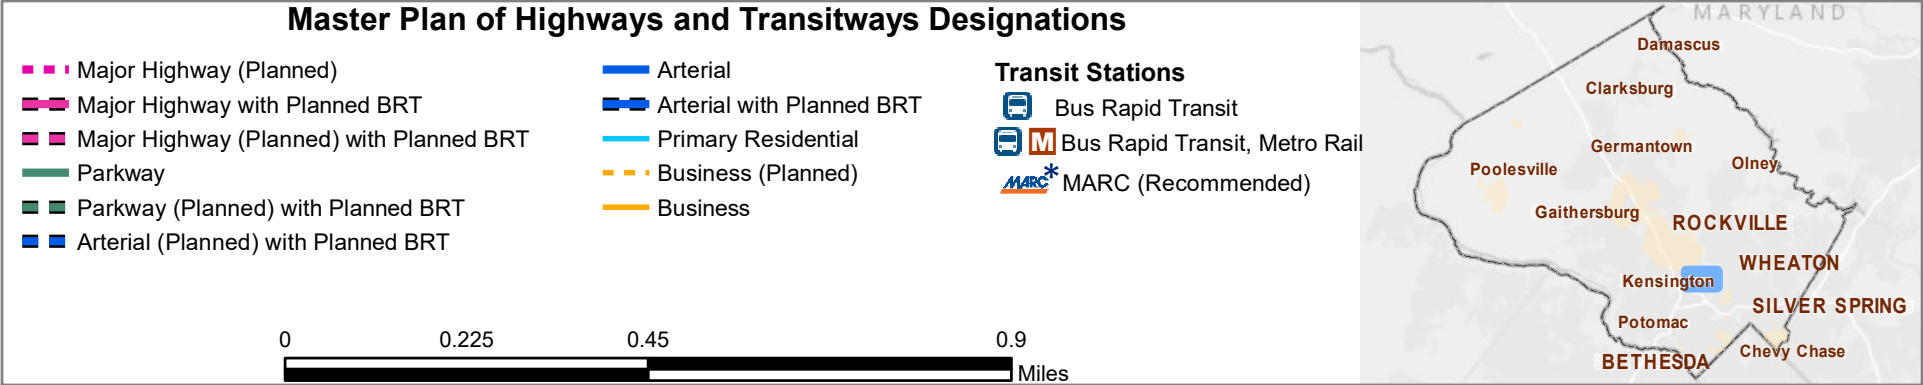 Master Plan of Highways and Transitways Designations
Major Highway (Planned)
Major Highway with Planned BRT
Major Highway (Planned) with Planned BRT
Parkway
Parkway (Planned) with Planned BRT
Arterial (Planned) with Planned BRT
Arterial
Arterial with Planned BRT
Primary Residential
Business (Planned)
Business
Transit Stations
Bus Rapid Transit
M Bus Rapid Transit, Metro Rail
MARC* MARC (Recommended)
0 0.225 0.45 0.9
Miles
MARYLAND
Damascus
Clarksburg
Germantown
Olney
Poolesville
Gaithersburg
ROCKVILLE
WHEATON
Kensington
SILVER SPRING
Potomac
Chevy Chase
BETHESDA